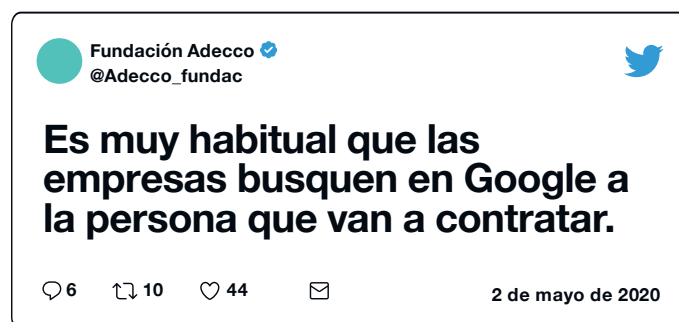 Fundación Adecco
@Adecco_fundac
Es muy habitual que las
empresas busquen en Google a
la persona que van a contratar.
6 10 44
2 de mayo de 2020